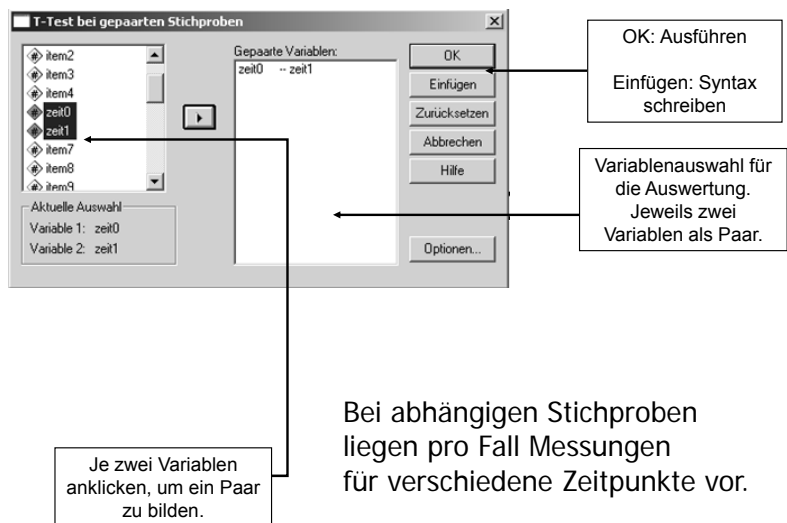 T-Test bei gepaarten Stichproben
item2
item3
item4
zeit0
zeit1
item7
item8
item9
Aktuelle Auswahl
Variable 1: zeit0
Variable 2: zeit1
Gepaarte Variablen:
zeit0 -- zeit1
OK
Einfügen
Zurücksetzen
Abbrechen
Hilfe
Optionen...
OK: Ausführen
Einfügen: Syntax
schreiben
Variablenauswahl für
die Auswertung.
Jeweils zwei
Variablen als Paar.
Je zwei Variablen
anklicken, um ein Paar
zu bilden.
Bei abhängigen Stichproben
liegen pro Fall Messungen
für verschiedene Zeitpunkte vor.